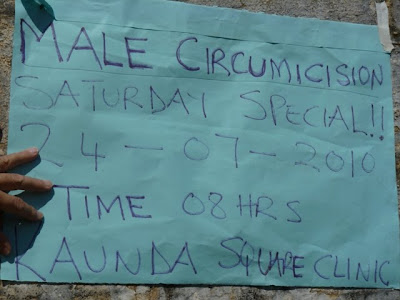 MALE CIRCUMICISION
SATURDAY SPECIAL!!
24-07-2010
TIME 08HRS
KAUNDA SQUARE CLINIC